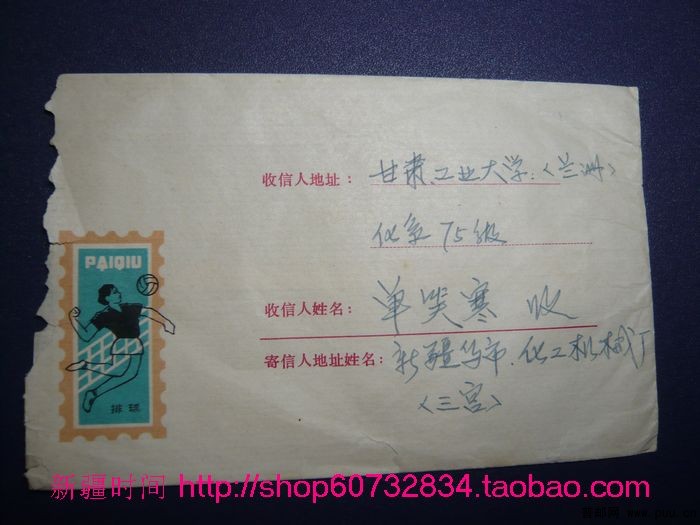 收信人地址：甘肃.工业大学.〈兰州〉
化系75级
收信人姓名：单 寒 收
寄信人地址姓名：新疆乌市.化工机械厂
〈三宫〉
PAIQIU
排球
新疆时间 http://shop60732834.taobao.com/